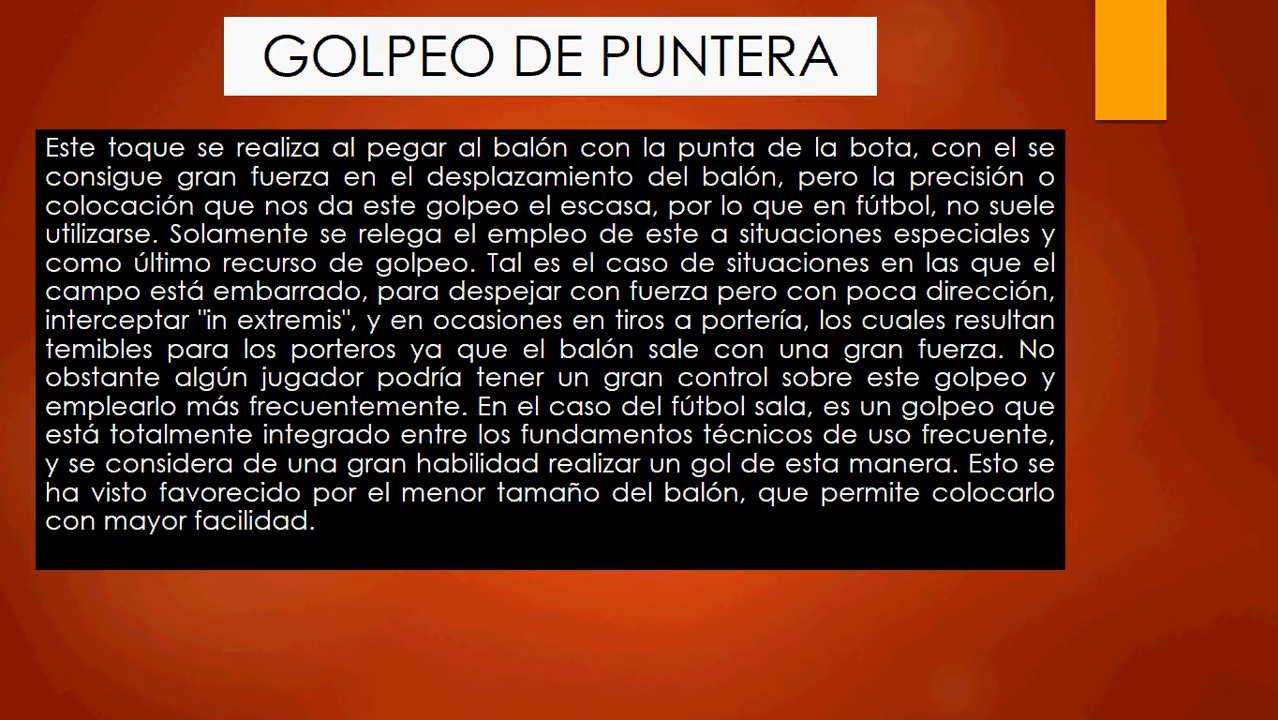 GOLPEO DE PUNTERA
Este toque se realiza al pegar al balón con la punta de la bota, con el se
consigue gran fuerza en el desplazamiento del balón, pero la precisión o
colocación que nos da este golpeo el escasa, por lo que en fútbol, no suele
utilizarse. Solamente se relega el empleo de este a situaciones especiales y
como último recurso de golpeo. Tal es el caso de situaciones en las que el
campo está embarrado, para despejar con fuerza pero con poca dirección,
interceptar "in extremis", y en ocasiones en tiros a portería, los cuales resultan
temibles para los porteros ya que el balón sale con una gran fuerza. No
obstante algún jugador podría tener un gran control sobre este golpeo y
emplearlo más frecuentemente. En el caso del fútbol sala, es un golpeo que
está totalmente integrado entre los fundamentos técnicos de uso frecuente,
y se considera de una gran habilidad realizar un gol de esta manera. Esto se
ha visto favorecido por el menor tamaño del balón, que permite colocarlo
con mayor facilidad.